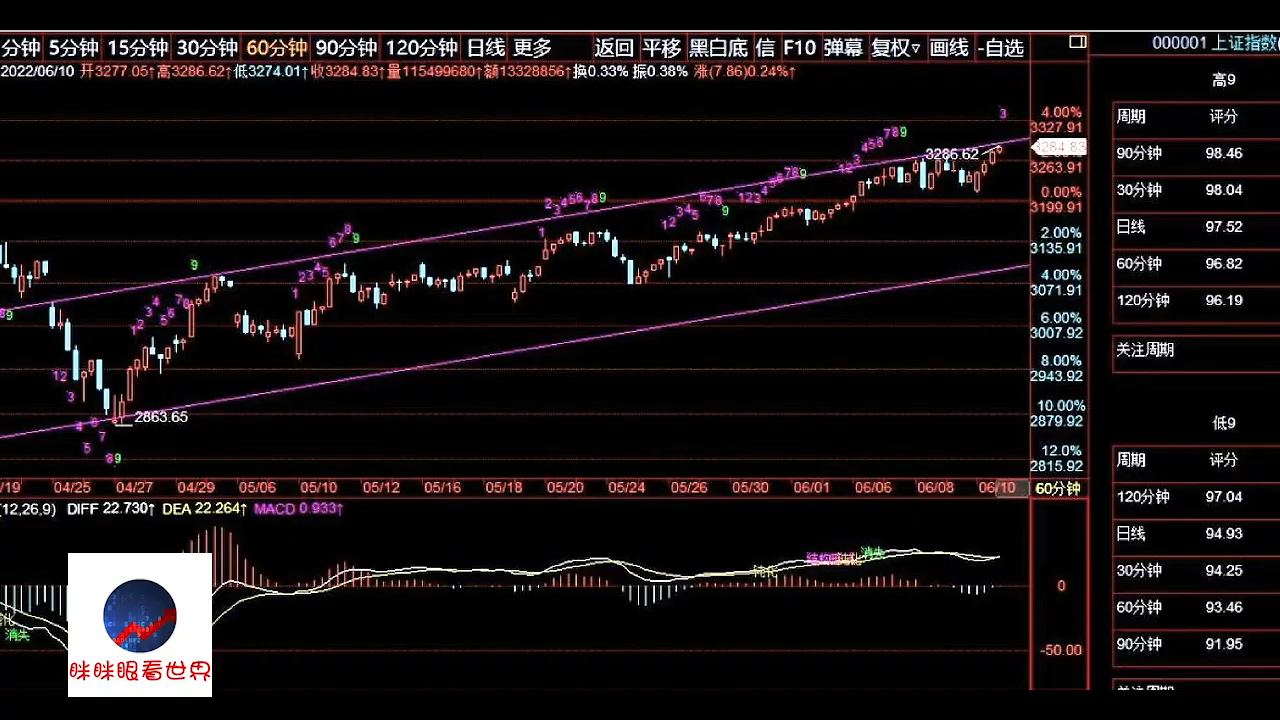 分钟 5分钟 15分钟 30分钟 60分钟 90分钟 120分钟 日线 更多 返回 平移 黑白底 信 F10 弹幕 复权▿ 画线 -自选
000001 上证指数(
2022/06/10 开3277.05↑高3286.62↑低3274.01↑收3284.83↑量115499680↑额13328856↑换0.33% 振0.38% 涨(7.86)0.24%↑
高9
周期 评分
90分钟 98.46
30分钟 98.04
日线 97.52
60分钟 96.82
120分钟 96.19
关注周期
低9
周期 评分
120分钟 97.04
日线 94.93
30分钟 94.25
60分钟 93.46
90分钟 91.95
4.00%
3327.91
3284.83
3263.91
0.00%
3199.91
2.00%
3135.91
4.00%
3071.91
6.00%
3007.92
8.00%
2943.92
10.00%
2879.92
12.0%
2815.92
3286.62
2863.65
/19 04/25 04/27 04/29 05/06 05/10 05/12 05/16 05/18 05/20 05/24 05/26 05/30 06/01 06/06 06/08 06/10 60分钟
(12,26,9) DIFF 22.730↑ DEA 22.264↑ MACD 0.933↑
钝化
消失
消失
0
-50.00
眯眯眼看世界